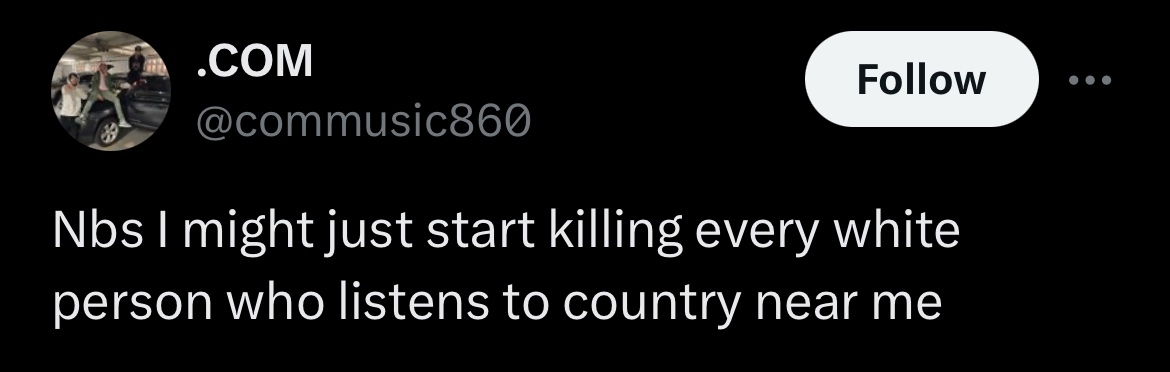 .COM
Follow
@commusic860
Nbs I might just start killing every white
person who listens to country near me